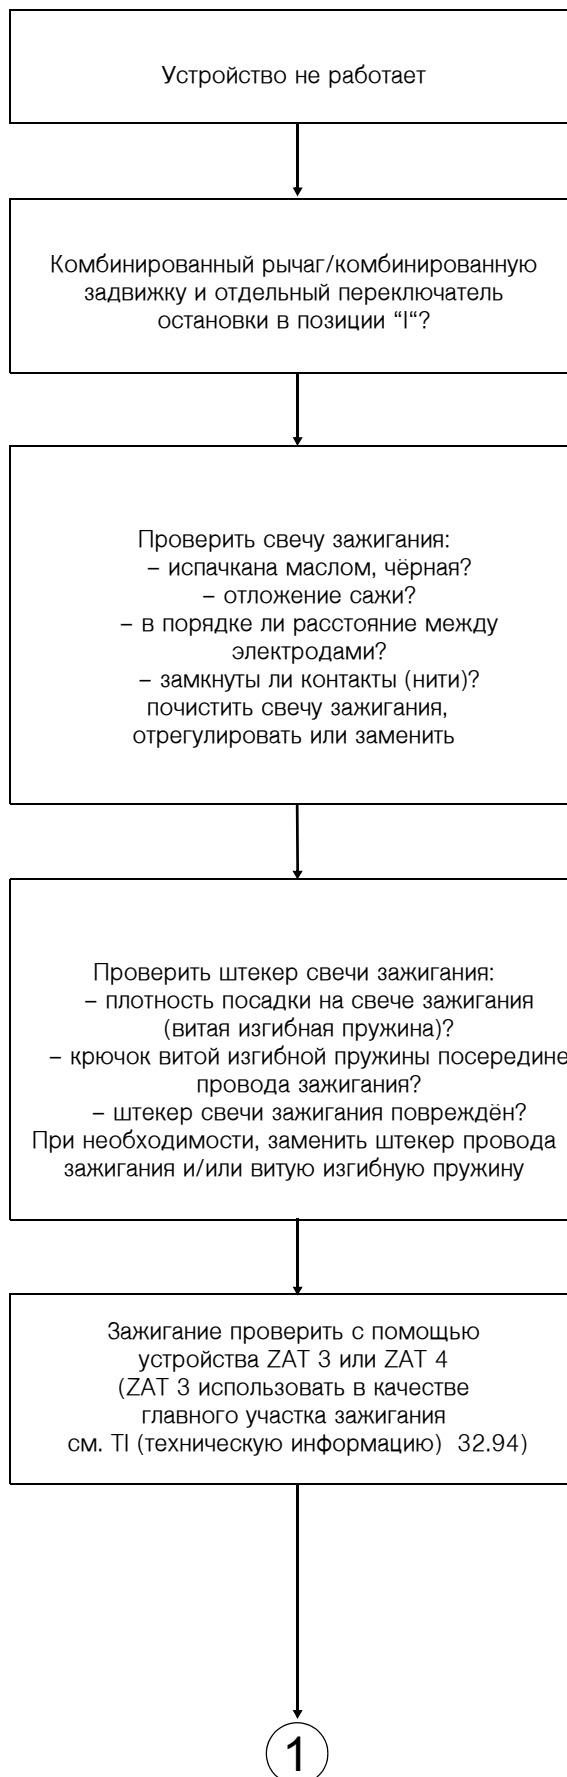 Устройство не работает
Комбинированный рычаг/комбинированную
задвижку и отдельный переключатель
остановки в позиции “I“?
Проверить свечу зажигания:
– испачкана маслом, чёрная?
– отложение сажи?
– в порядке ли расстояние между
электродами?
– замкнуты ли контакты (нити)?
почистить свечу зажигания,
отрегулировать или заменить
Проверить штекер свечи зажигания:
– плотность посадки на свече зажигания
(витая изгибная пружина)?
– крючок витой изгибной пружины посередине
провода зажигания?
– штекер свечи зажигания повреждён?
При необходимости, заменить штекер провода
зажигания и/или витую изгибную пружину
Зажигание проверить с помощью
устройства ZAT 3 или ZAT 4
(ZAT 3 использовать в качестве
главного участка зажигания
см. TI (техническую информацию)  32.94)
1